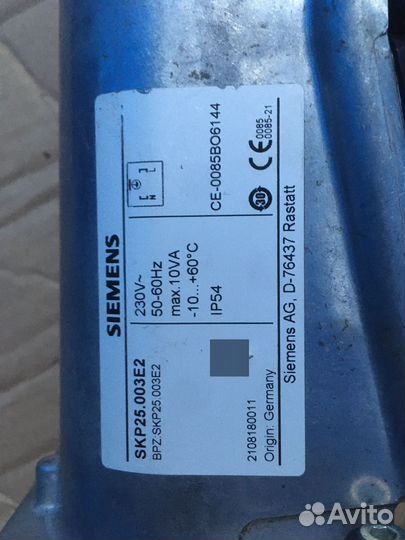 SIEMENS
SKP25.003E2
BPZ.SKP25.003E2
230V~
50-60Hz
max.10VA
-10...+60°C
IP54
L
N
CE-0085BO6144
30
CE 0085
0085-21
2108180011
Origin: Germany
Siemens AG, D-76437 Rastatt
Avito